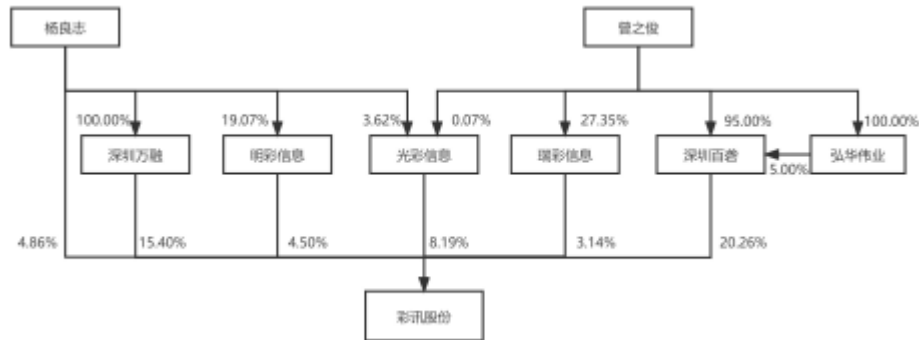 杨良志
曾之俊
100.00%
19.07%
3.62%
0.07%
27.35%
95.00%
100.00%
深圳万融
明彩信息
光彩信息
瑞彩信息
深圳百砻
弘华伟业
5.00%
4.86%
15.40%
4.50%
8.19%
3.14%
20.26%
彩讯股份